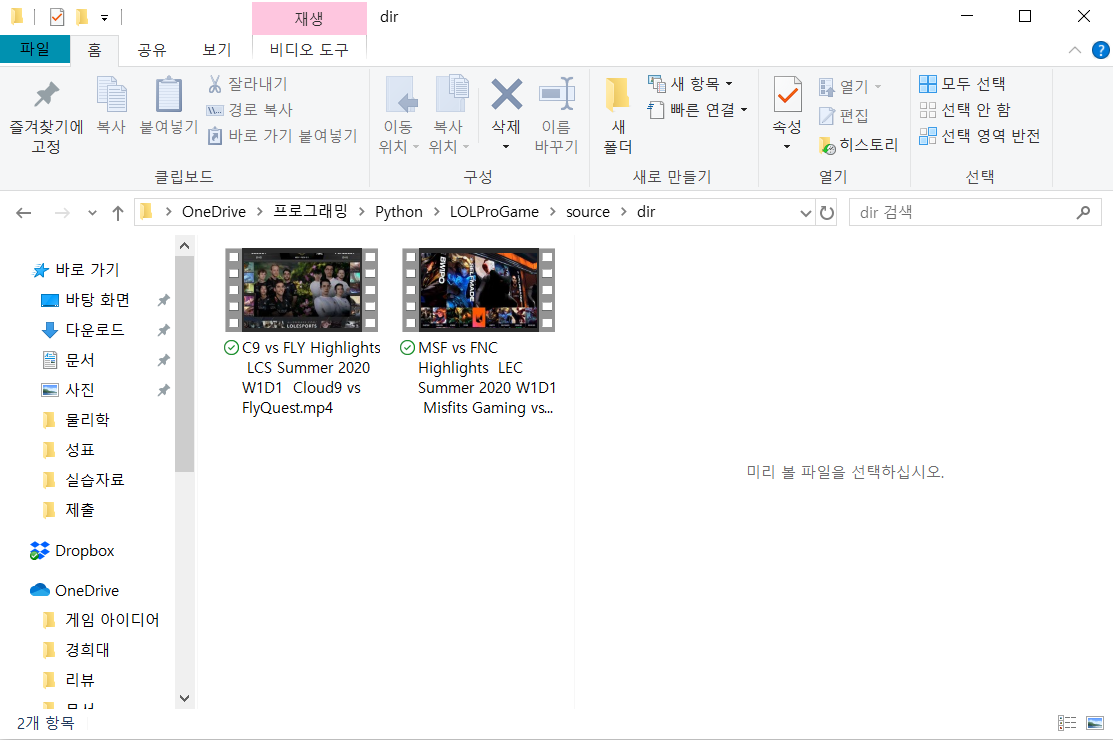 재생
dir
파일
홈
공유
보기
비디오 도구
?
즐겨찾기에
고정
복사
붙여넣기
잘라내기
경로 복사
바로 가기 붙여넣기
클립보드
이동
위치
복사
위치
삭제
이름
바꾸기
구성
새
폴더
새 항목
빠른 연결
새로 만들기
속성
열기
편집
히스토리
열기
모두 선택
선택 안 함
선택 영역 반전
선택
OneDrive > 프로그래밍 > Python > LOLProGame > source > dir
dir 검색
바로 가기
바탕 화면
다운로드
문서
사진
물리학
성표
실습자료
제출
Dropbox
OneDrive
게임 아이디어
경희대
리뷰
LOLESPORTS
C9 vs FLY Highlights
LCS Summer 2020
W1D1 Cloud9 vs
FlyQuest.mp4
BWIPO
SELFMADE
MSF vs FNC
Highlights LEC
Summer 2020 W1D1
Misfits Gaming vs...
미리 볼 파일을 선택하십시오.
2개 항목